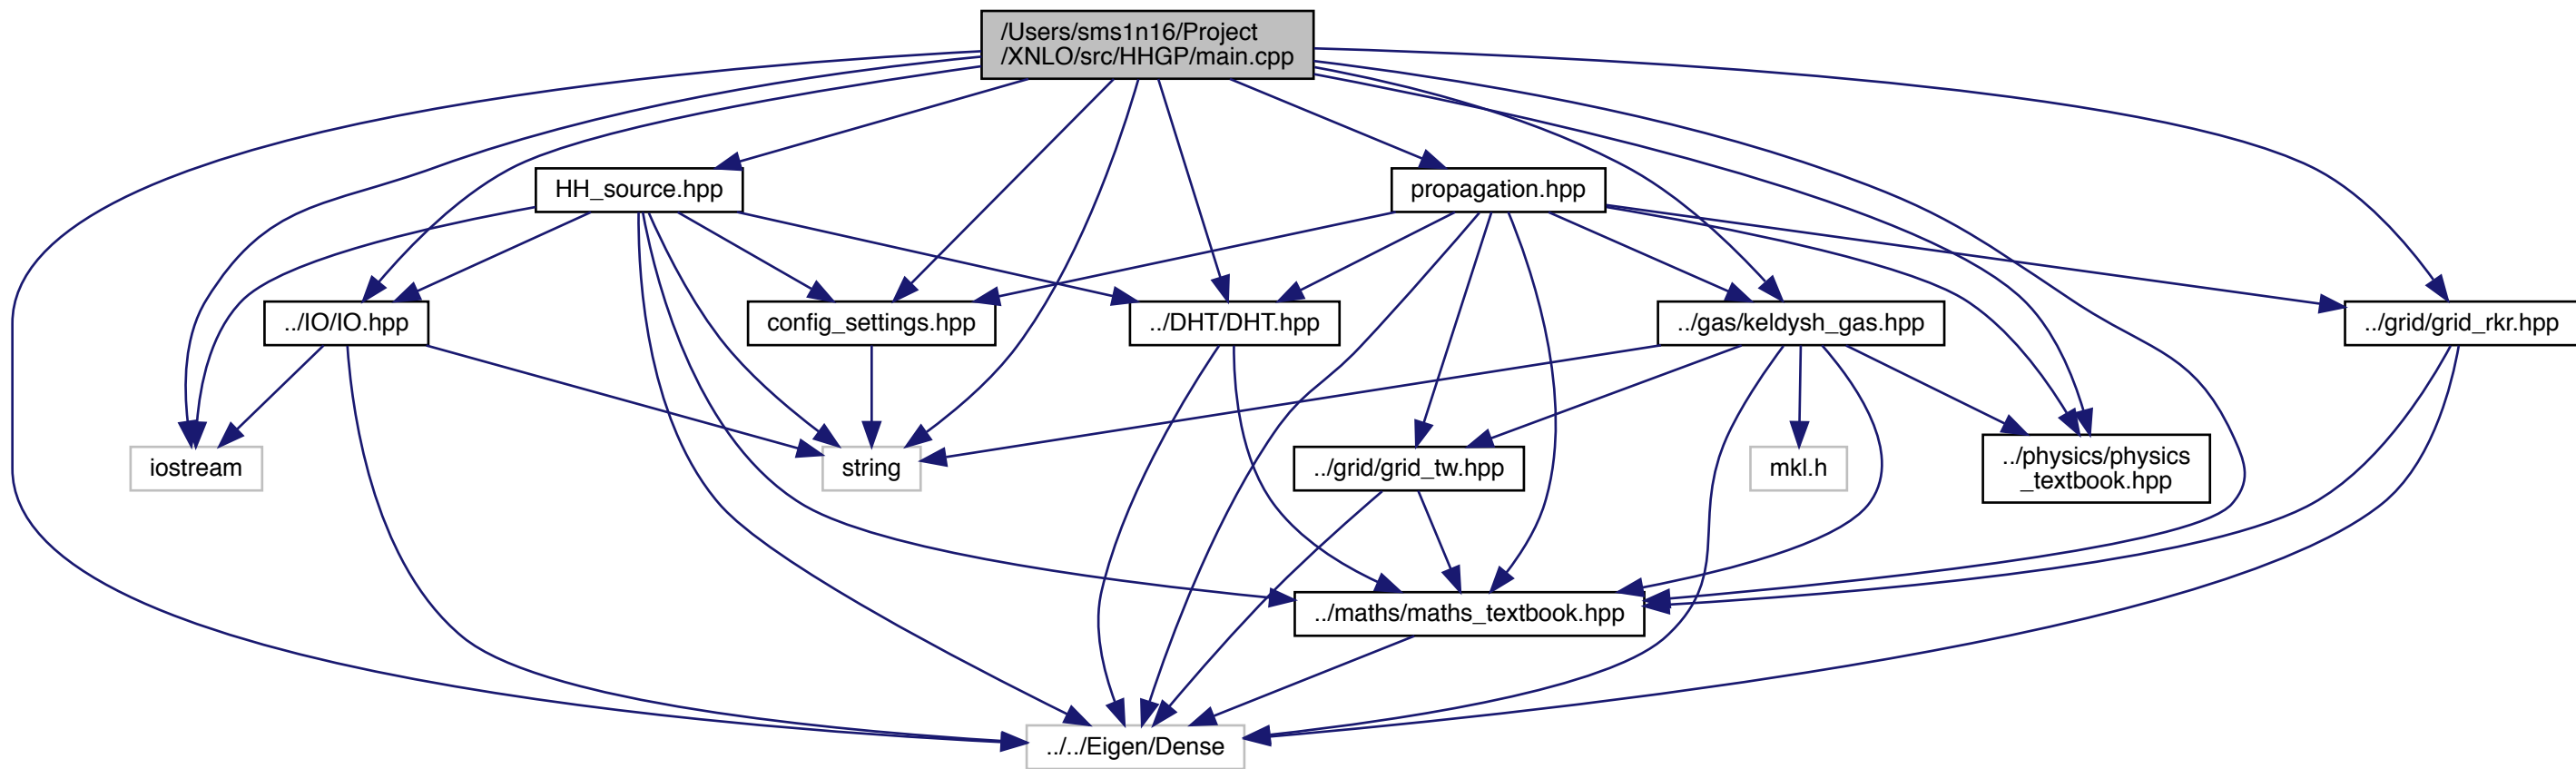 /Users/sms1n16/Project
/XNLO/src/HHGP/main.cpp
HH_source.hpp
propagation.hpp
../IO/IO.hpp
config_settings.hpp
../DHT/DHT.hpp
../gas/keldysh_gas.hpp
../grid/grid_rkr.hpp
iostream
string
../grid/grid_tw.hpp
mkl.h
../physics/physics
_textbook.hpp
../maths/maths_textbook.hpp
../../Eigen/Dense